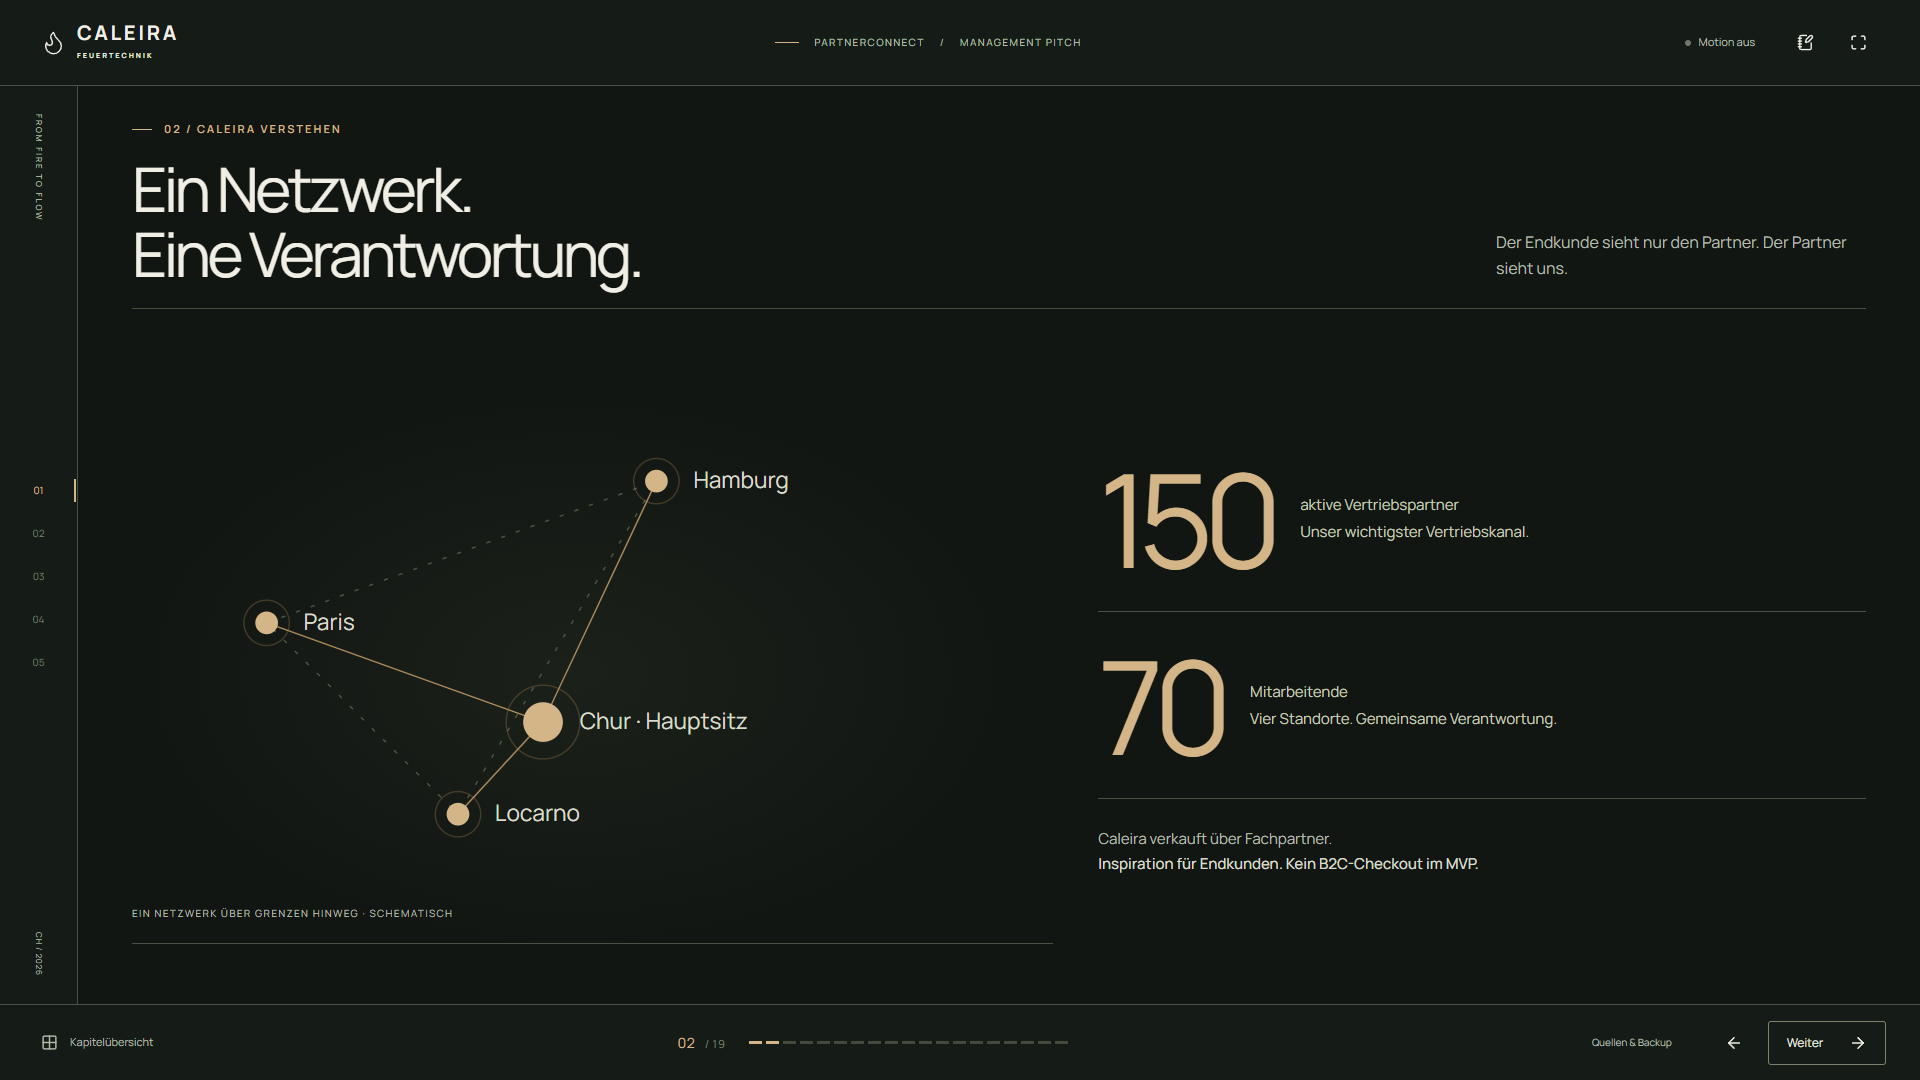 CALEIRA
FEUERTECHNIK
PARTNERCONNECT / MANAGEMENT PITCH
Motion aus
FROM FIRE TO FLOW
01
02
03
04
05
CH / 2026
02 / CALEIRA VERSTEHEN
Ein Netzwerk.
Eine Verantwortung.
Der Endkunde sieht nur den Partner. Der Partner
sieht uns.
Hamburg
Paris
Chur · Hauptsitz
Locarno
EIN NETZWERK ÜBER GRENZEN HINWEG · SCHEMATISCH
150
aktive Vertriebspartner
Unser wichtigster Vertriebskanal.
70
Mitarbeitende
Vier Standorte. Gemeinsame Verantwortung.
Caleira verkauft über Fachpartner.
Inspiration für Endkunden. Kein B2C-Checkout im MVP.
Kapitelübersicht
02 / 19
Quellen & Backup
Weiter